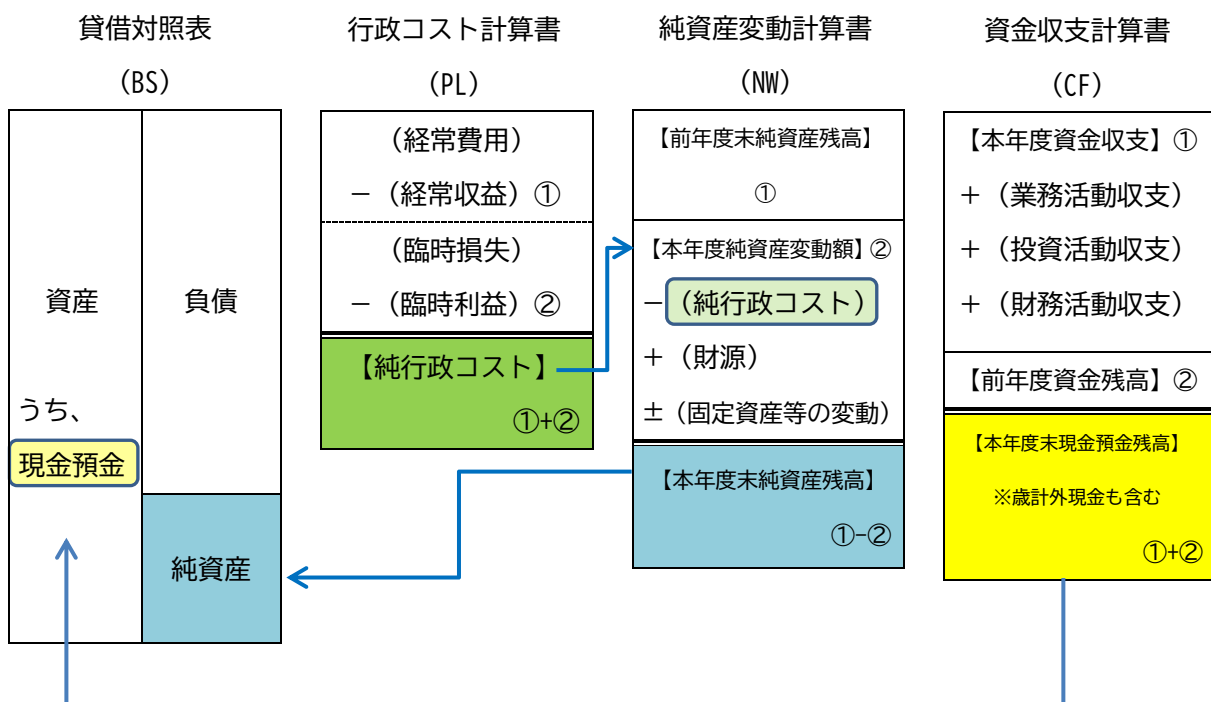 貸借対照表
（BS）
資産
負債
うち、
現金預金
純資産
行政コスト計算書
（PL）
（経常費用）
－（経常収益）①
（臨時損失）
－（臨時利益）②
【純行政コスト】
①+②
純資産変動計算書
（NW）
【前年度末純資産残高】
①
【本年度純資産変動額】②
－（純行政コスト）
＋（財源）
±（固定資産等の変動）
【本年度末純資産残高】
①-②
資金収支計算書
（CF）
【本年度資金収支】①
＋（業務活動収支）
＋（投資活動収支）
＋（財務活動収支）
【前年度資金残高】②
【本年度末現金預金残高】
※歳計外現金も含む
①+②